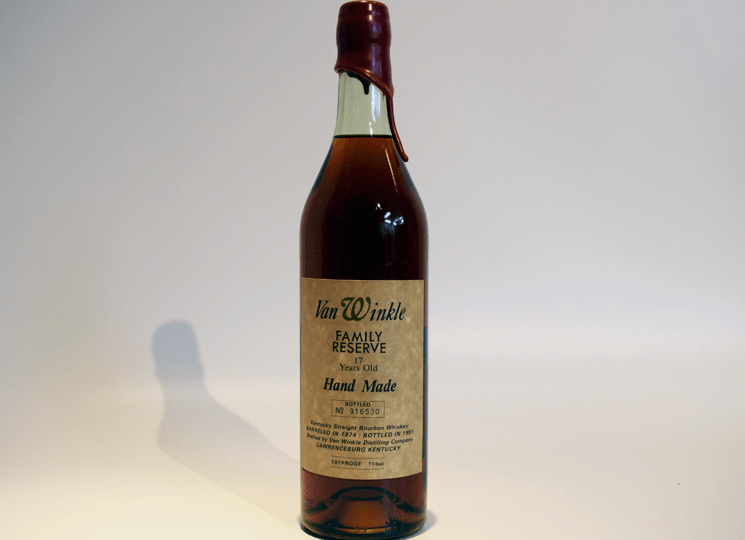 Van Winkle
FAMILY
RESERVE
17
Years Old
Hand Made
BOTTLED
Nº 916530
Kentucky Straight Bourbon Whiskey
BARRELED IN 1974 : BOTTLED IN 1991
Bottled by Van Winkle Distilling Company
LAWRENCEBURG KENTUCKY
101PROOF 750ml